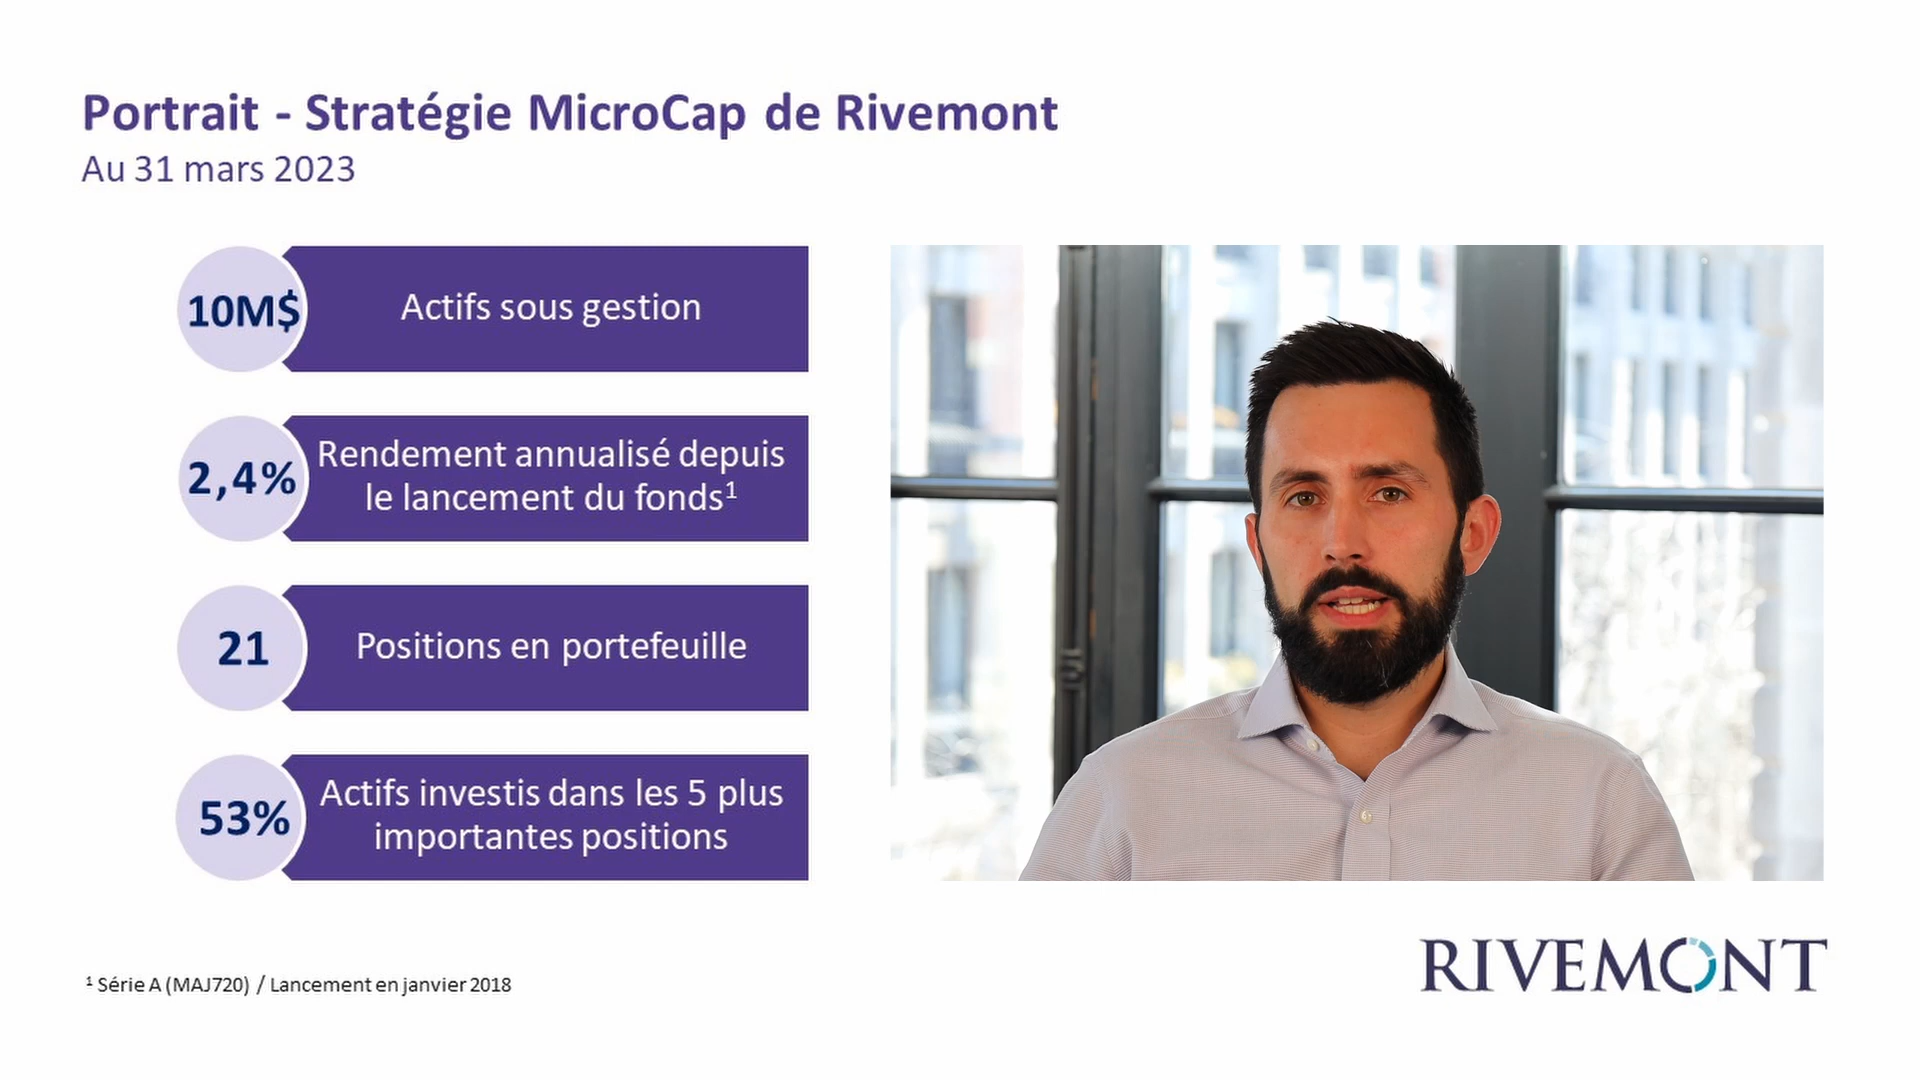 Portrait - Stratégie MicroCap de Rivemont
Au 31 mars 2023
10M$
Actifs sous gestion
2,4%
Rendement annualisé depuis
le lancement du fonds¹
21
Positions en portefeuille
53%
Actifs investis dans les 5 plus
importantes positions
¹ Série A (MAJ720) / Lancement en janvier 2018
RIVEMONT